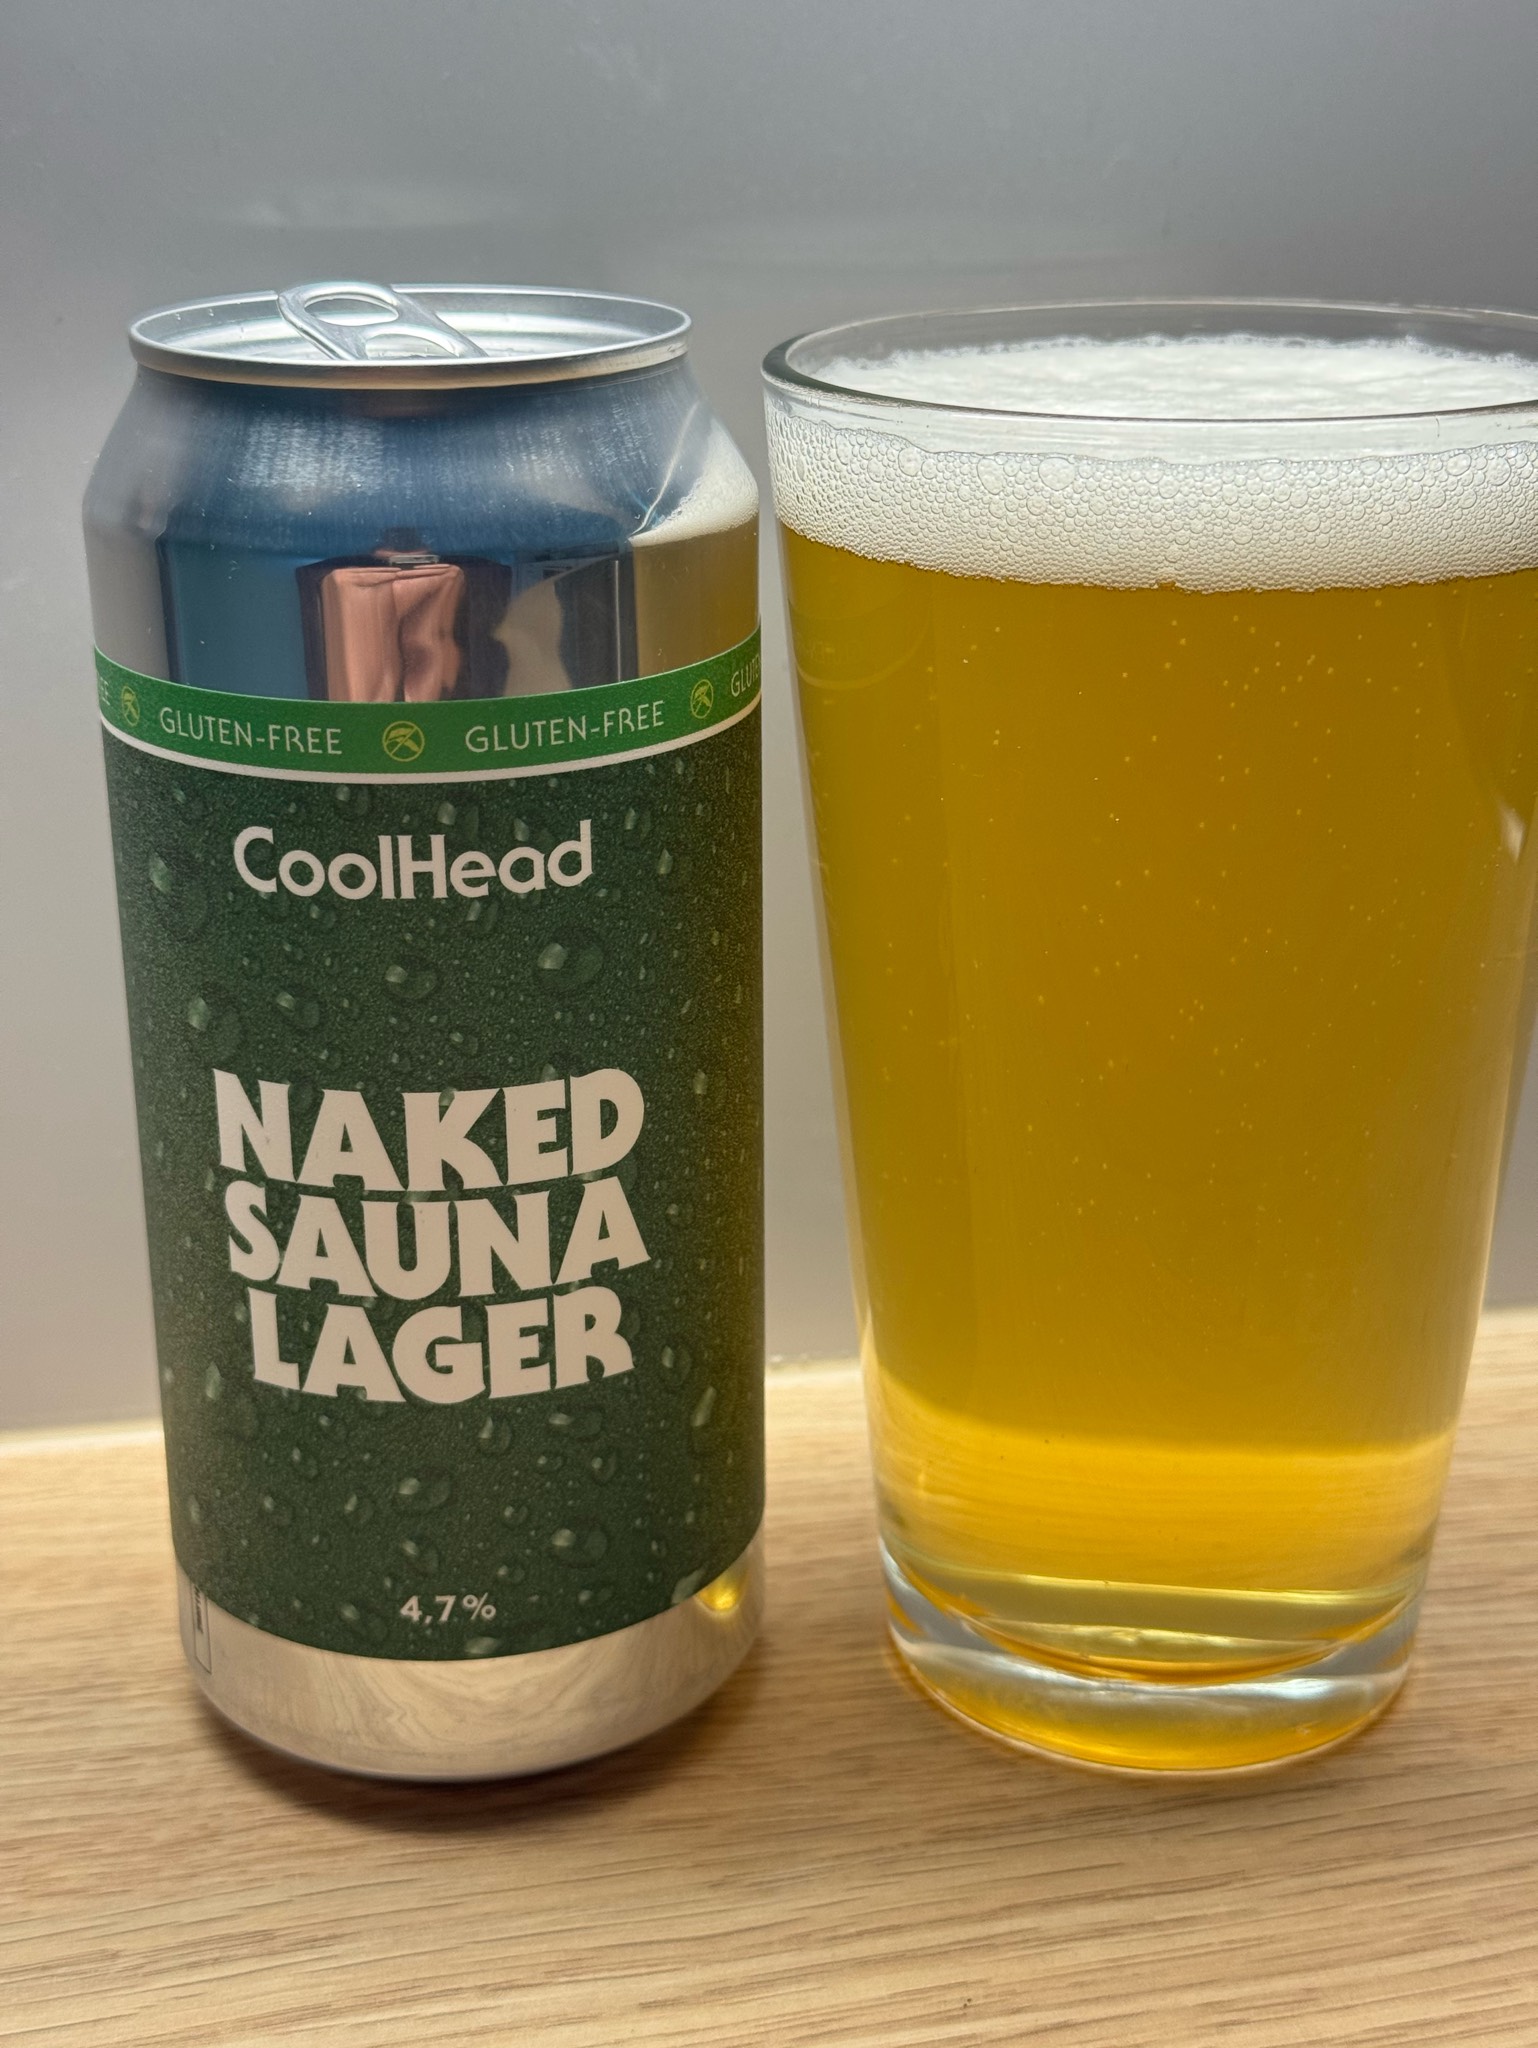 GLUTEN-FREE GLUTEN-FREE
CoolHead
NAKED
SAUNA
LAGER
4,7%